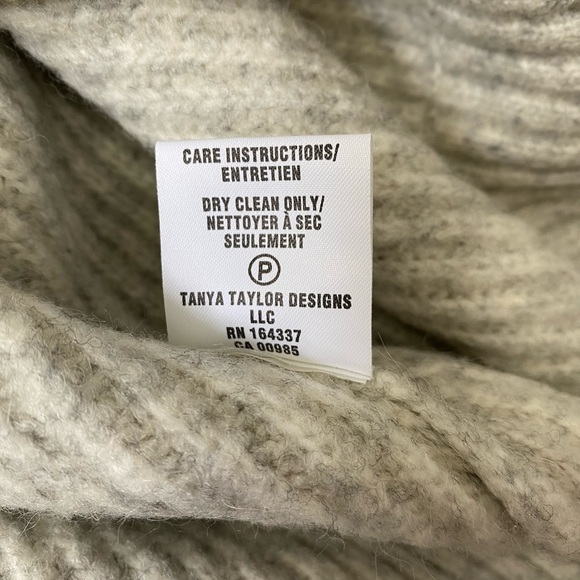 CARE INSTRUCTIONS/
ENTRETIEN
DRY CLEAN ONLY/
NETTOYER À SEC
SEULEMENT
P
TANYA TAYLOR DESIGNS
LLC
RN 164337
CA 00985